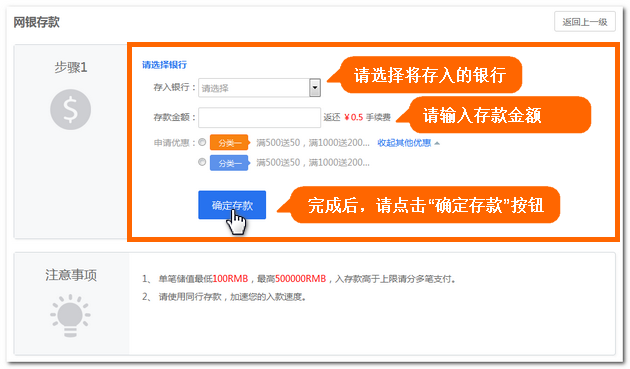 网银存款
返回上一级
步骤1
请选择银行
存入银行： 请选择
请选择将存入的银行
存款金额： 返还 ￥0.5 手续费
请输入存款金额
申请优惠： 分类一 满500送50，满1000送200... 收起其他优惠
分类一 满500送50，满1000送200...
确定存款
完成后，请点击“确定存款”按钮
注意事项
1、 单笔储值最低100RMB，最高500000RMB，入存款高于上限请分多笔支付。
2、 请使用同行存款，加速您的入款速度。